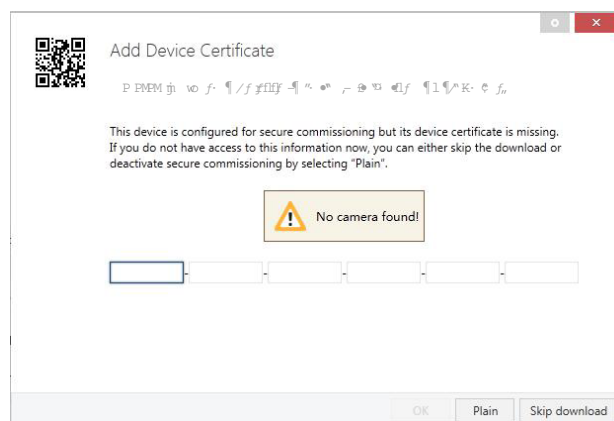 Add Device Certificate
This device is configured for secure commissioning but its device certificate is missing.
If you do not have access to this information now, you can either skip the download or
deactivate secure commissioning by selecting "Plain".
No camera found!
- - - - -
OK Plain Skip download